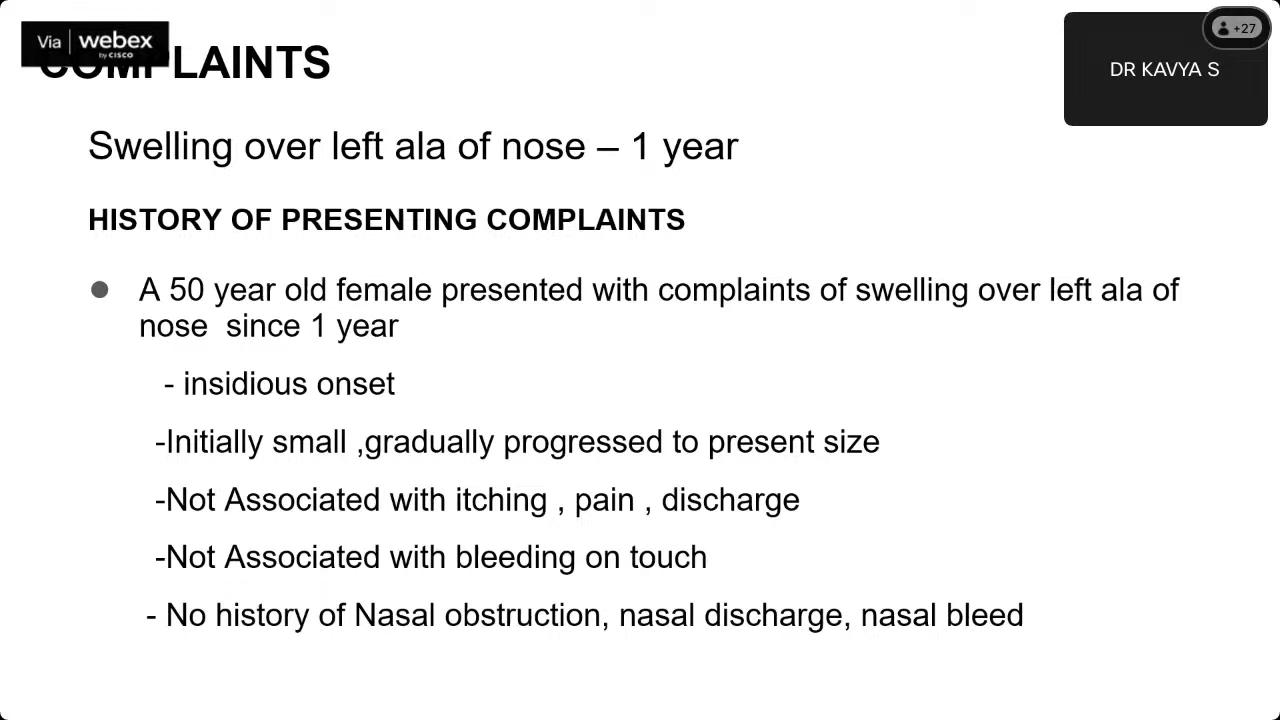 Via webex
by CISCO
COMPLAINTS
DR KAVYA S
+27
Swelling over left ala of nose – 1 year
HISTORY OF PRESENTING COMPLAINTS
A 50 year old female presented with complaints of swelling over left ala of
nose since 1 year
- insidious onset
-Initially small ,gradually progressed to present size
-Not Associated with itching , pain , discharge
-Not Associated with bleeding on touch
- No history of Nasal obstruction, nasal discharge, nasal bleed